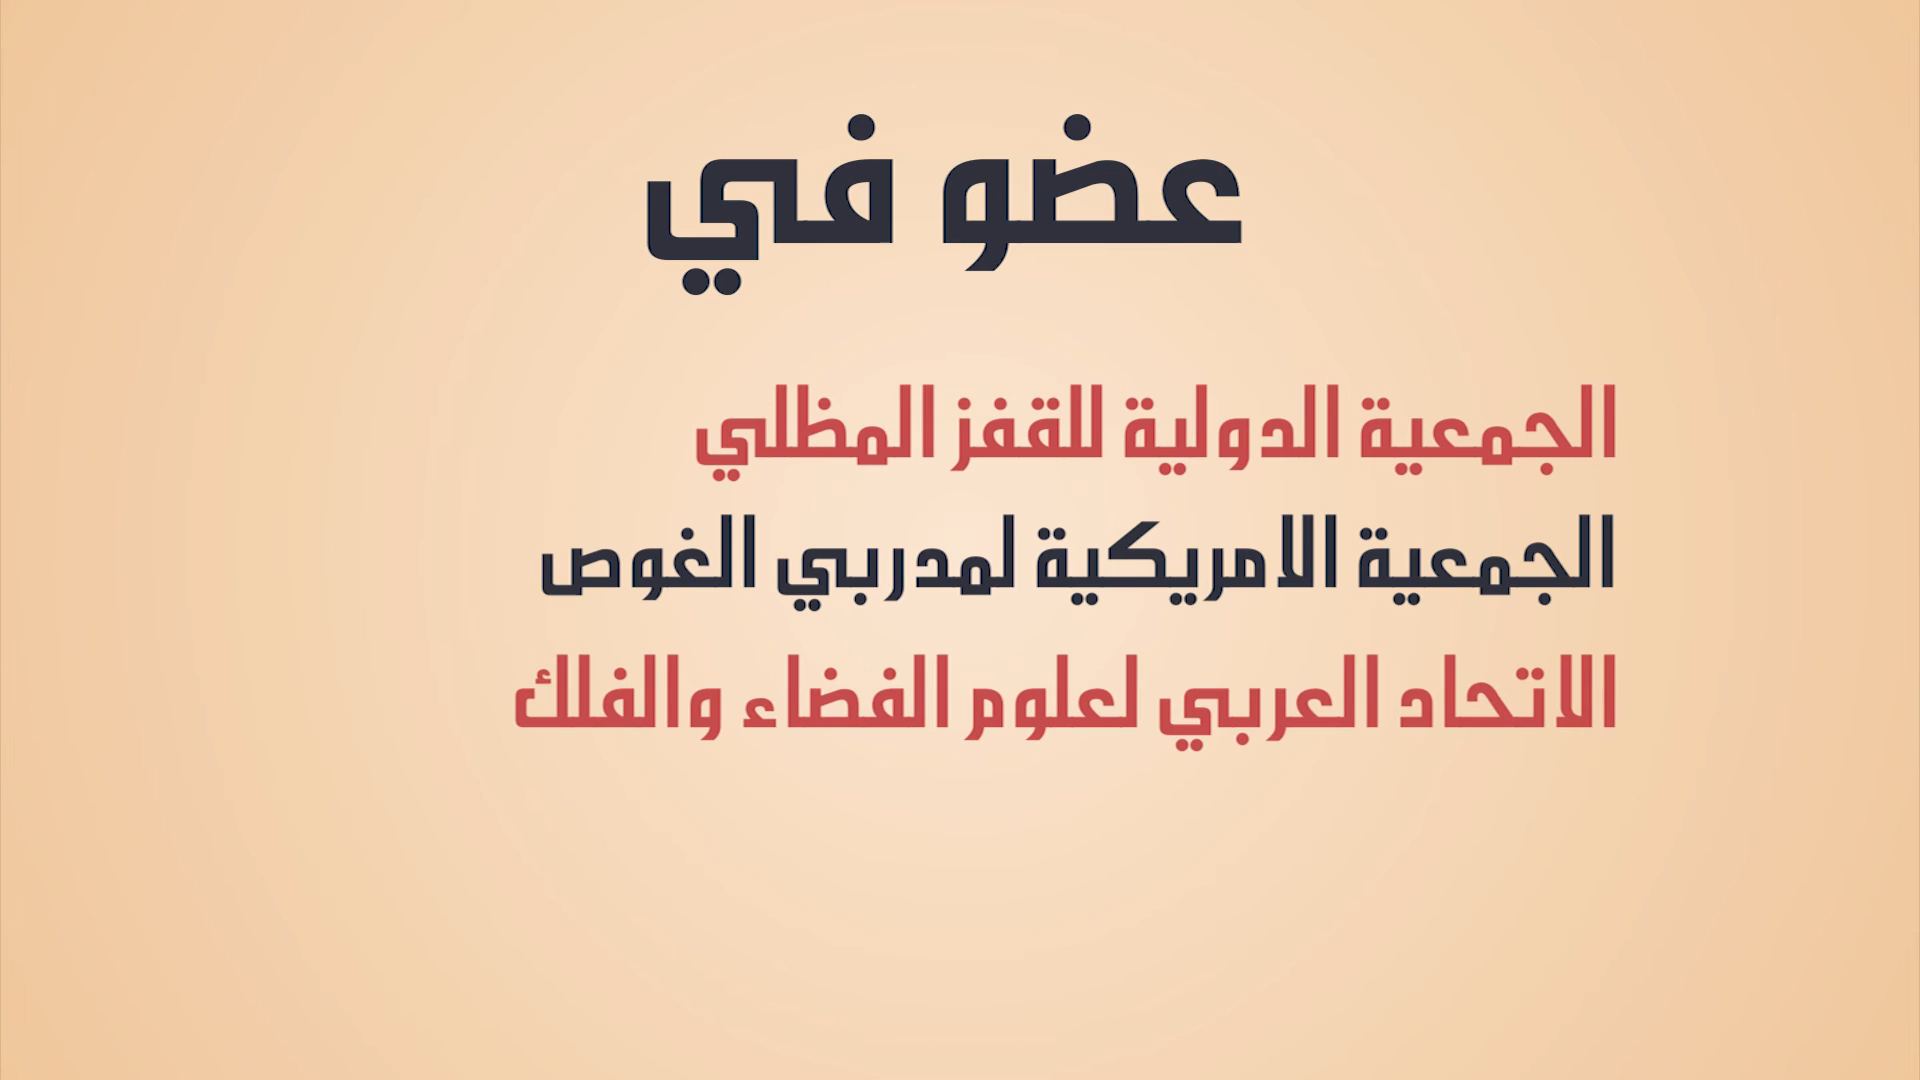 عضو في
الجمعية الدولية للقفز المظلي
الجمعية الامريكية لمدربي الغوص
الاتحاد العربي لعلوم الفضاء والفلك